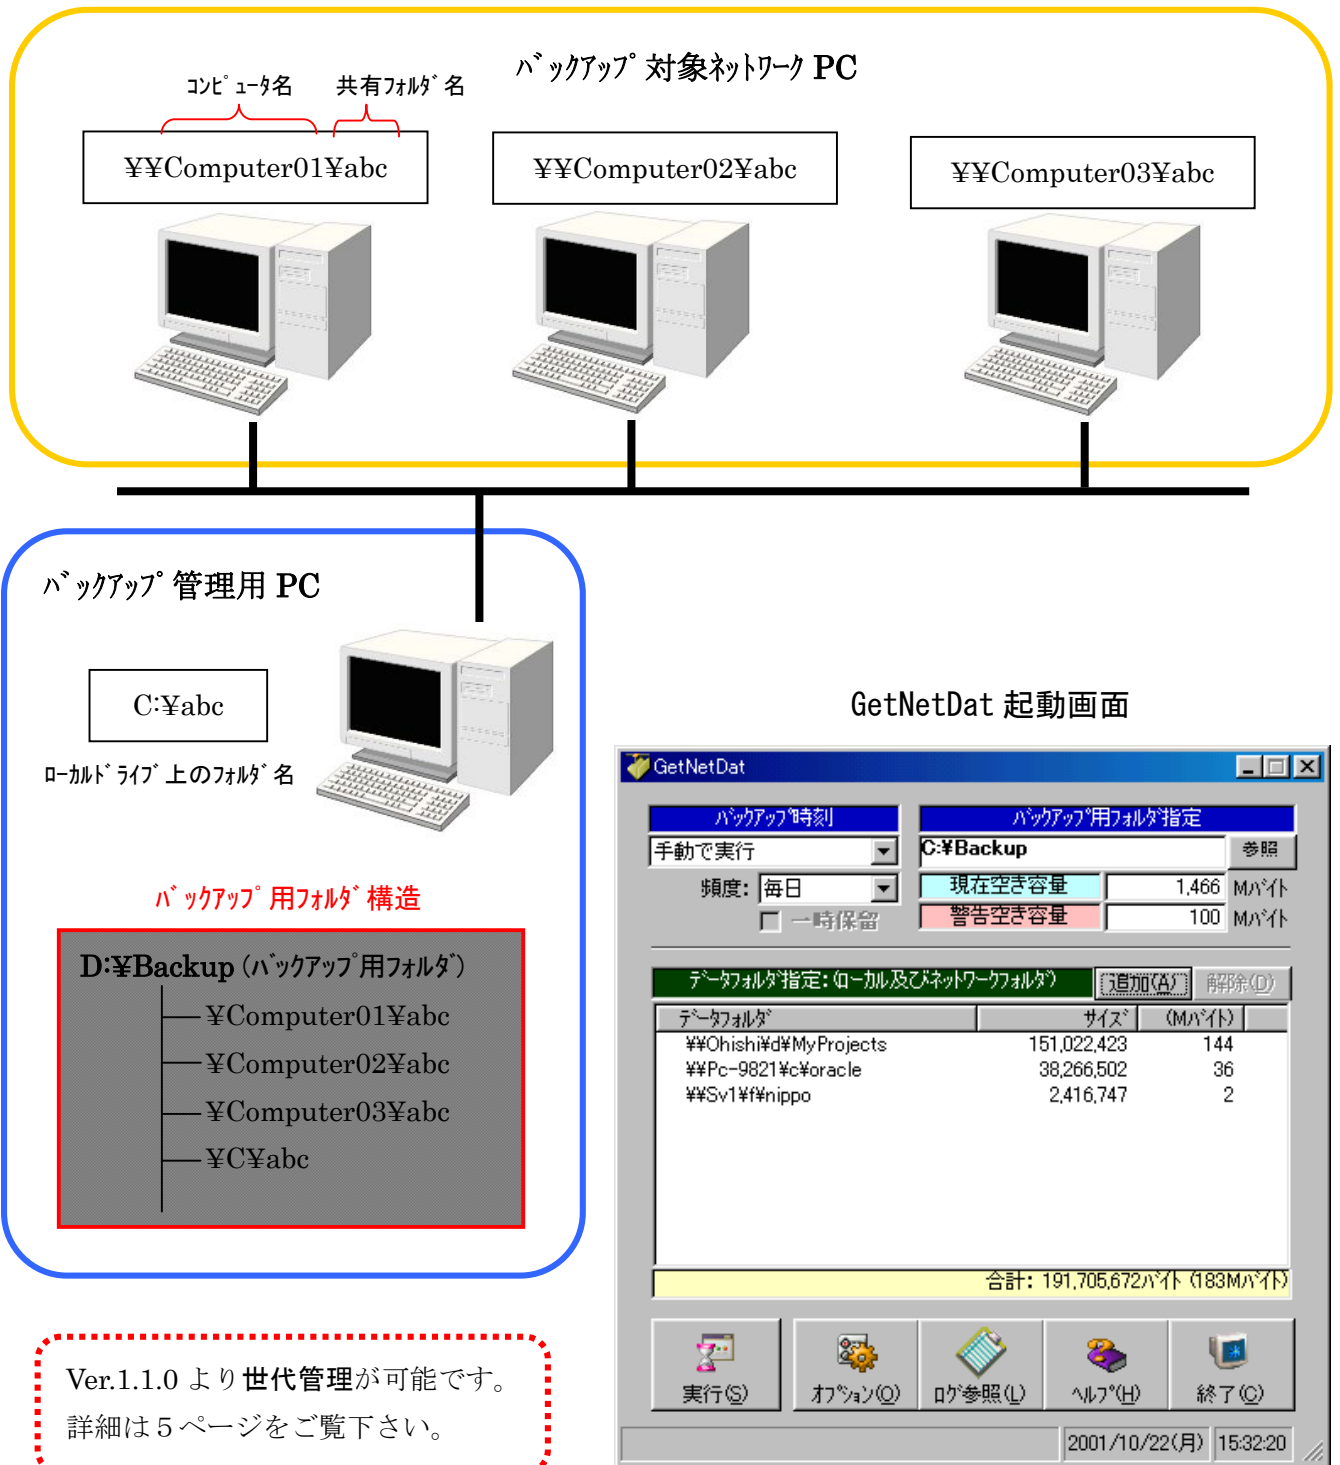 バックアップ対象ネットワーク PC
コンピュータ名 共有フォルダ名
¥¥Computer01¥abc
¥¥Computer02¥abc
¥¥Computer03¥abc
バックアップ管理用 PC
C:¥abc
ローカルドライブ上のフォルダ名
バックアップ用フォルダ構造
D:¥Backup (バックアップ用フォルダ)
¥Computer01¥abc
¥Computer02¥abc
¥Computer03¥abc
¥C¥abc
Ver.1.1.0 より世代管理が可能です。
詳細は5ページをご覧下さい。
GetNetDat 起動画面
GetNetDat
バックアップ時刻
手動で実行
頻度: 毎日
一時保留
バックアップ用フォルダ指定
C:¥Backup 参照
現在空き容量 1,466 Mバイト
警告空き容量 100 Mバイト
データフォルダ指定:(ローカル及びネットワークフォルダ) 追加(A) 解除(D)
データフォルダ サイズ (Mバイト)
¥¥Ohishi¥d¥MyProjects 151,022,423 144
¥¥Pc-9821¥c¥oracle 38,266,502 36
¥¥Sv1¥f¥nippo 2,416,747 2
合計: 191,705,672バイト (183Mバイト)
実行(S) オプション(O) ログ参照(L) ヘルプ(H) 終了(C)
2001/10/22(月) 15:32:20